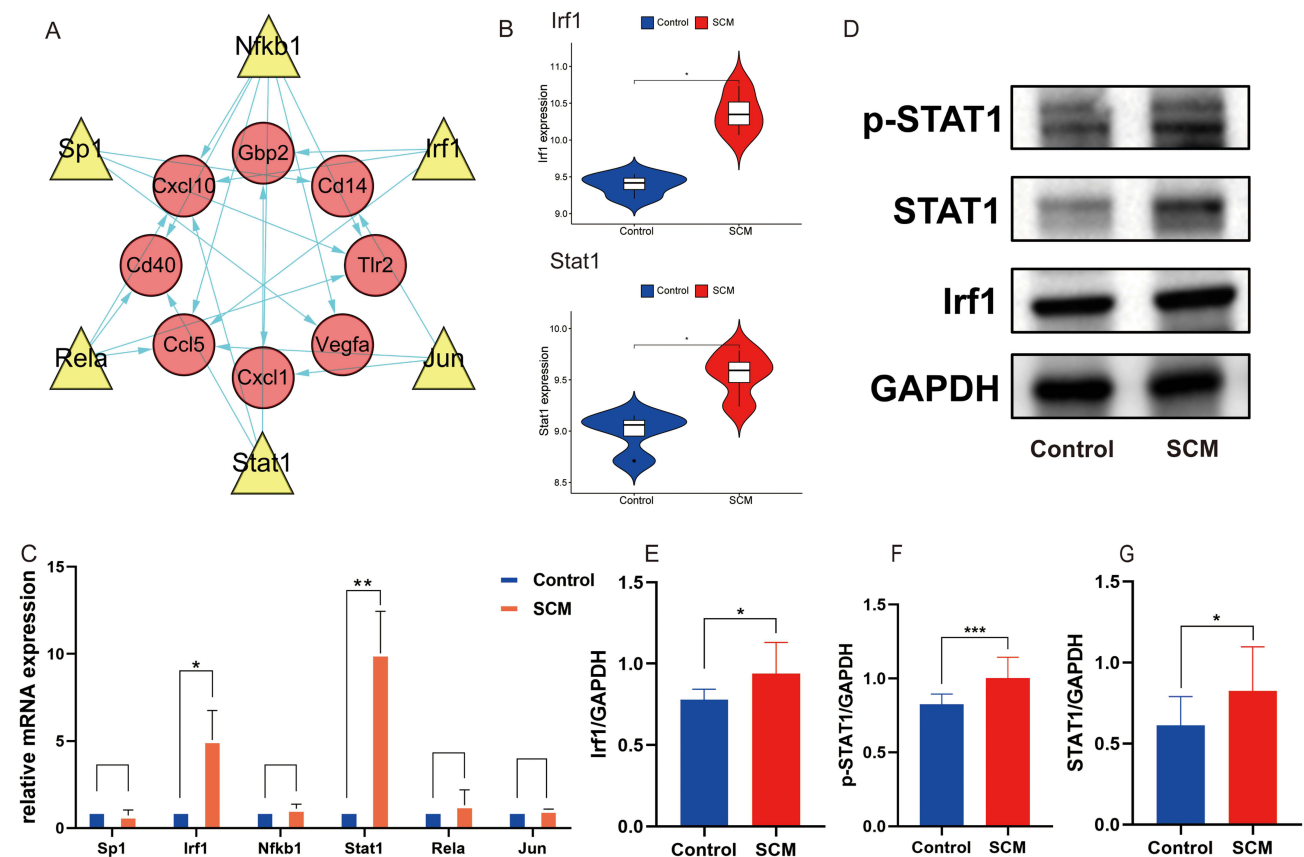 A
Nfkb1
Sp1
Irf1
Gbp2
Cxcl10
Cd14
Cd40
Tlr2
Rela
Ccl5
Vegfa
Jun
Cxcl1
Stat1
B
Irf1
Control SCM
Irf1 expression
11.0
10.5
10.0
9.5
9.0
*
Control SCM
Stat1
Control SCM
Stat1 expression
10.0
9.5
9.0
8.5
*
Control SCM
D
p-STAT1
STAT1
Irf1
GAPDH
Control SCM
C
relative mRNA expression
15
10
5
0
* **
Control
SCM
Sp1 Irf1 Nfkb1 Stat1 Rela Jun
E
Irf1/GAPDH
1.5
1.0
0.5
0.0
*
Control SCM
F
p-STAT1/GAPDH
1.5
1.0
0.5
0.0
***
Control SCM
G
STAT1/GAPDH
1.5
1.0
0.5
0.0
*
Control SCM